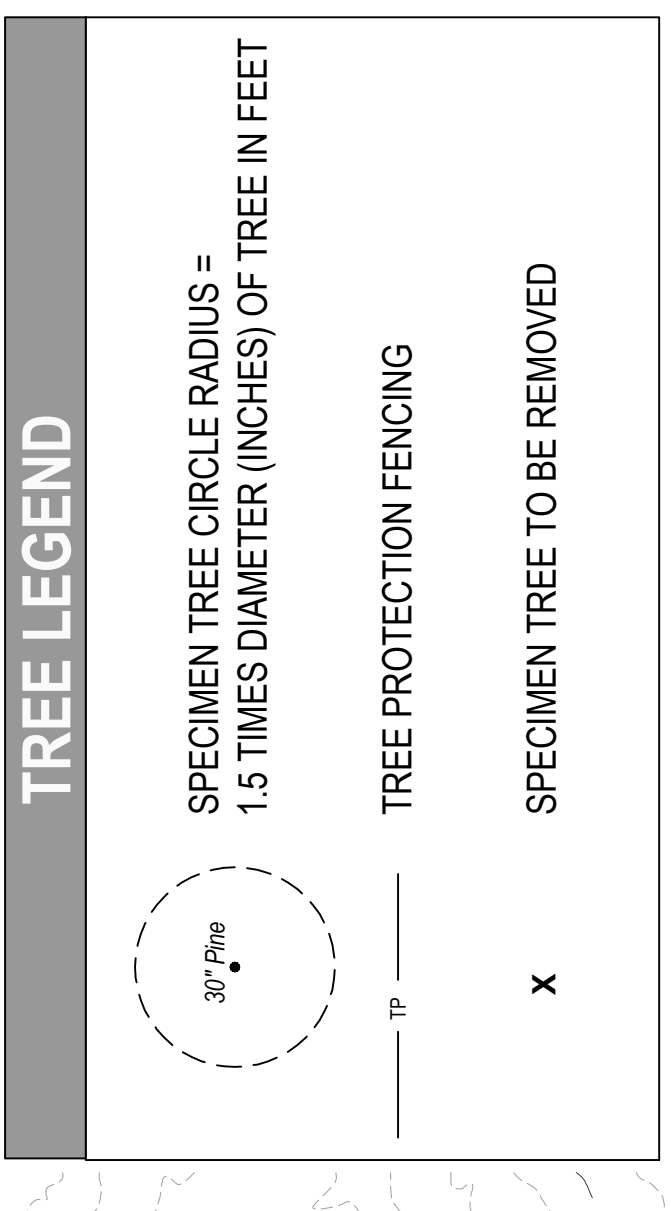 TREE LEGEND
30" Pine
SPECIMEN TREE CIRCLE RADIUS =
1.5 TIMES DIAMETER (INCHES) OF TREE IN FEET
TP
TREE PROTECTION FENCING
X
SPECIMEN TREE TO BE REMOVED